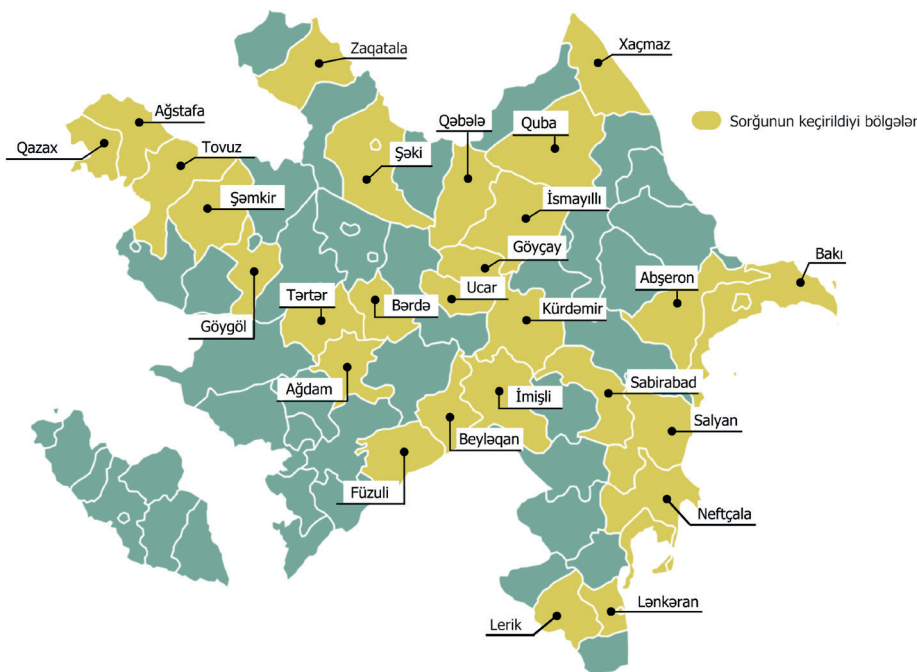 Zaqatala
Xaçmaz
Ağstafa
Qəbələ
Quba
Sorğunun keçirildiyi bölgələr
Qazax
Tovuz
Şəki
Şəmkir
İsmayıllı
Göyçay
Bakı
Abşeron
Tərtər
Bərdə
Ucar
Kürdəmir
Göygöl
Ağdam
İmişli
Sabirabad
Salyan
Beyləqan
Füzuli
Neftçala
Lerik
Lənkəran